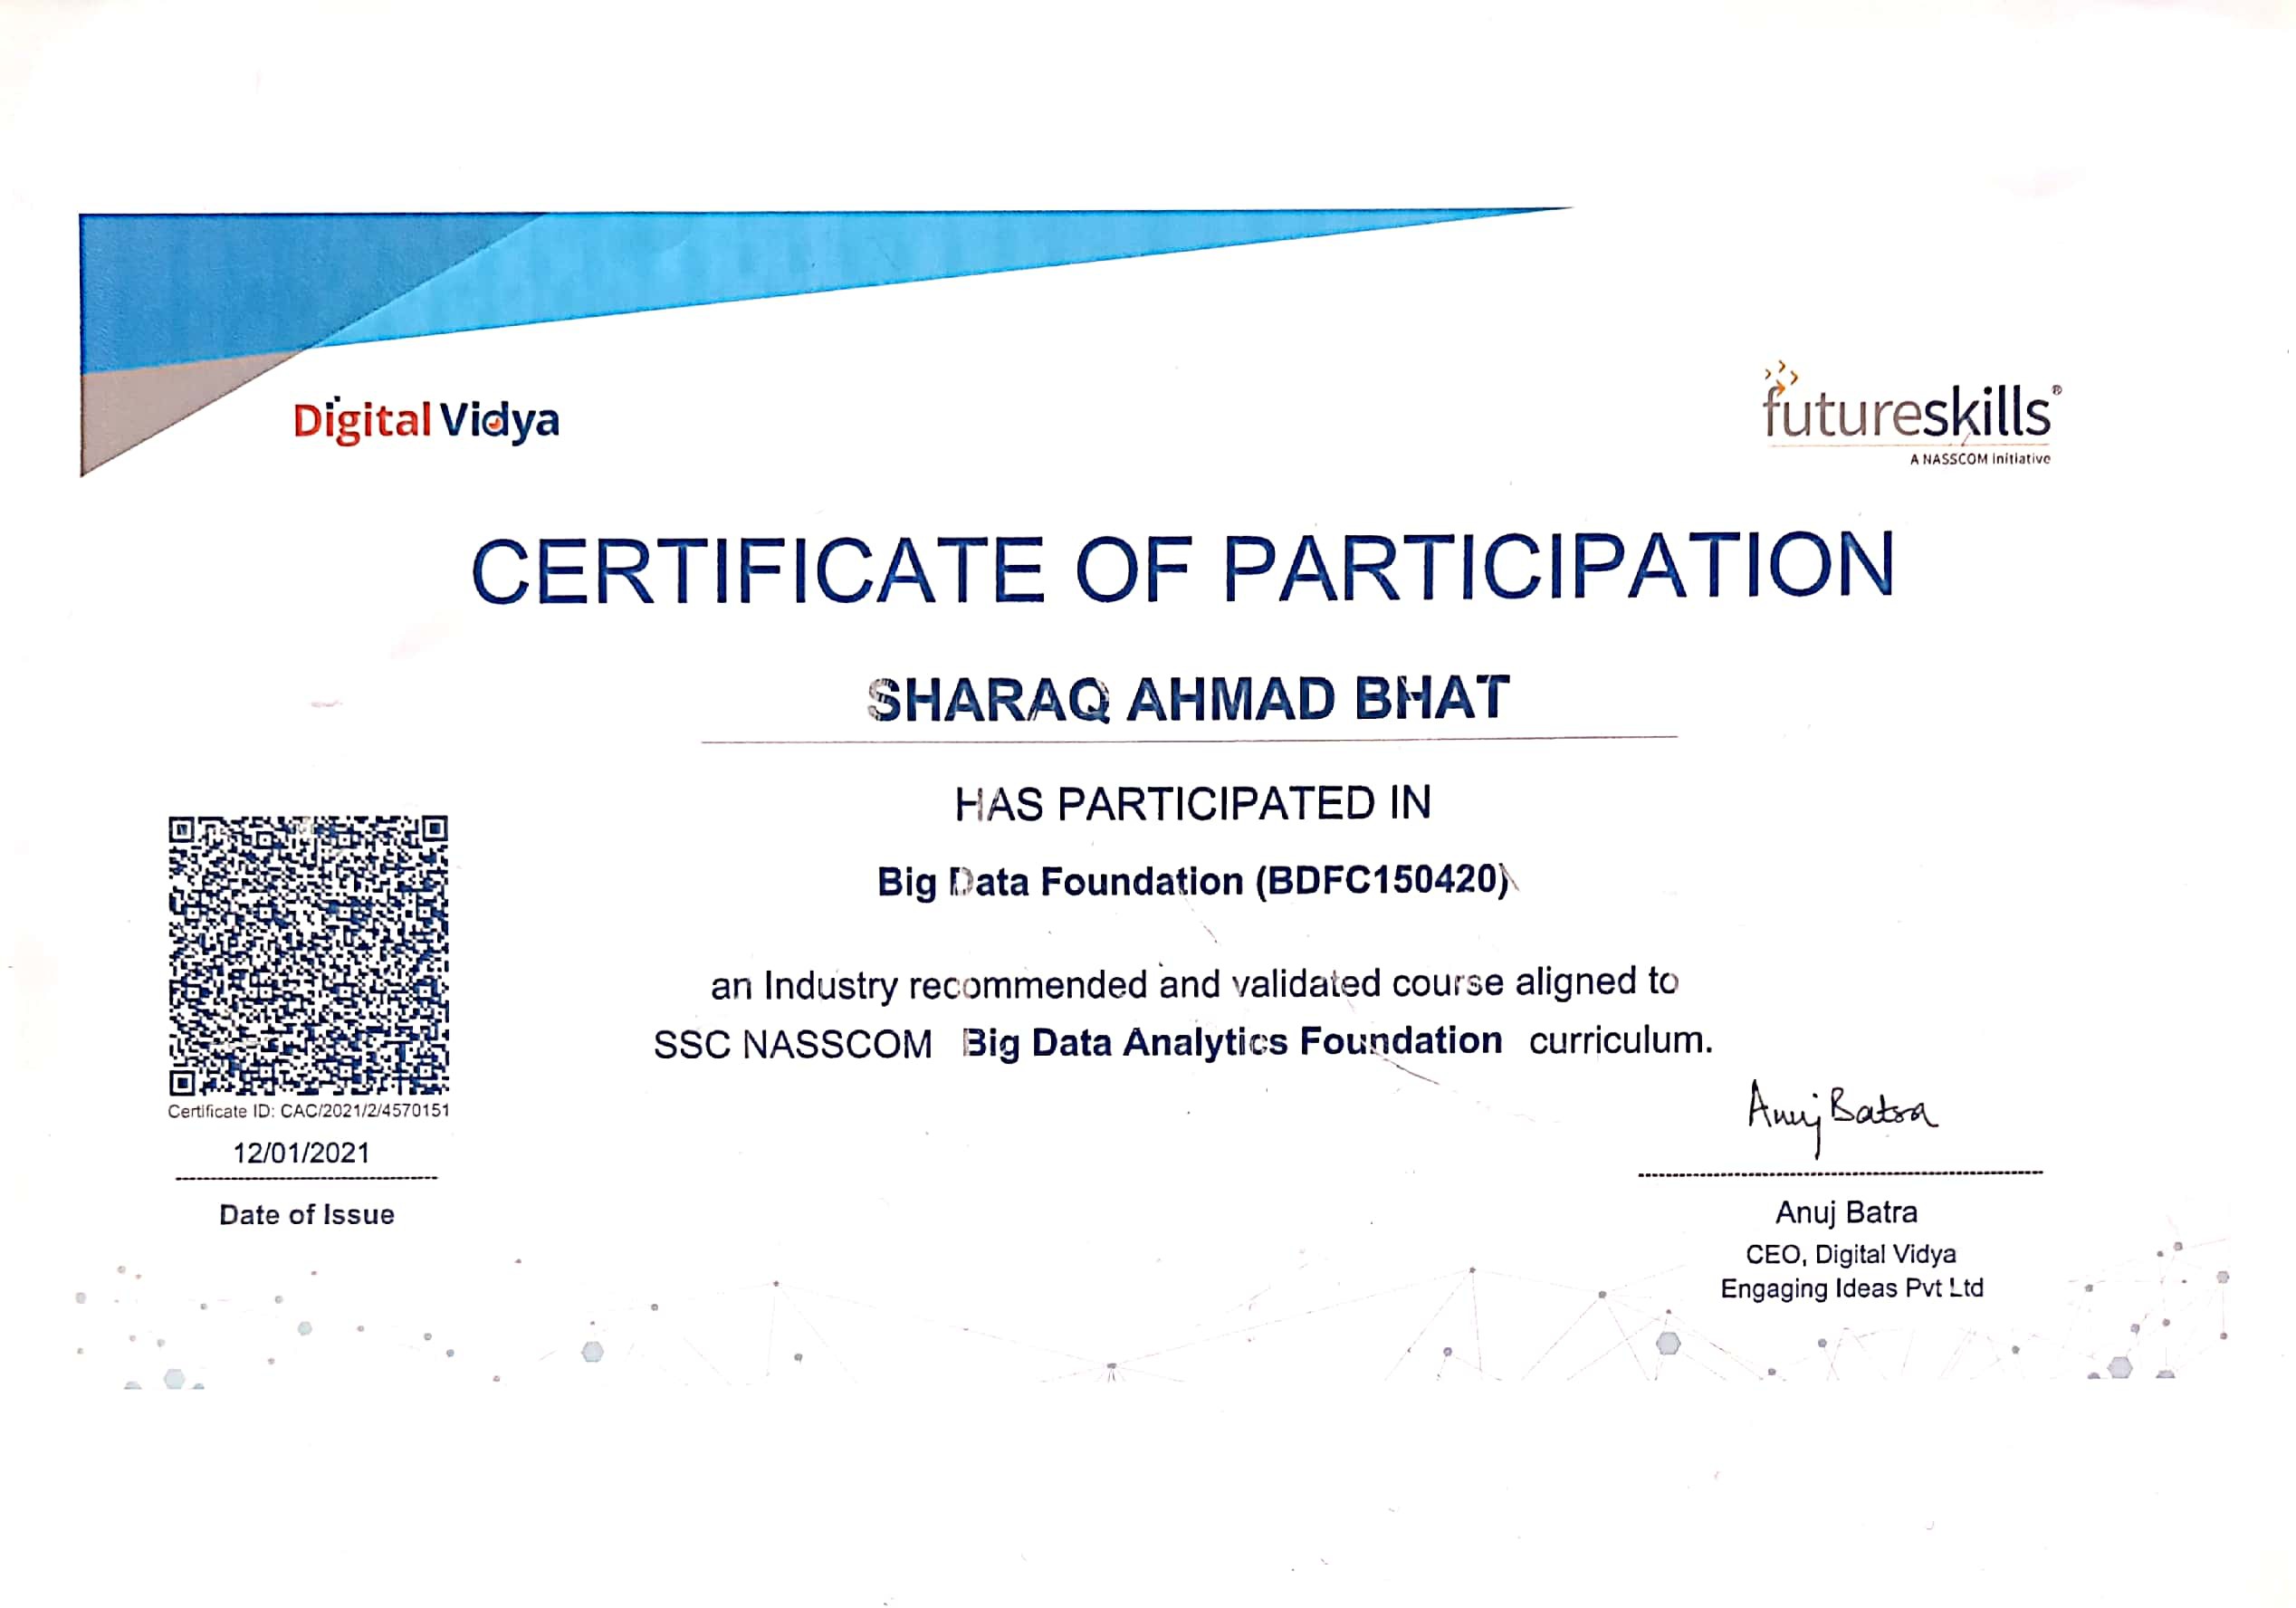 Digital Vidya
futureskills®
A NASSCOM Initiative
CERTIFICATE OF PARTICIPATION
SHARAQ AHMAD BHAT
HAS PARTICIPATED IN
Big Data Foundation (BDFC150420)
an Industry recommended and validated course aligned to
SSC NASSCOM Big Data Analytics Foundation curriculum.
Certificate ID: CAC/2021/2/4570151
12/01/2021
Date of Issue
Anuj Batra
Anuj Batra
CEO, Digital Vidya
Engaging Ideas Pvt Ltd